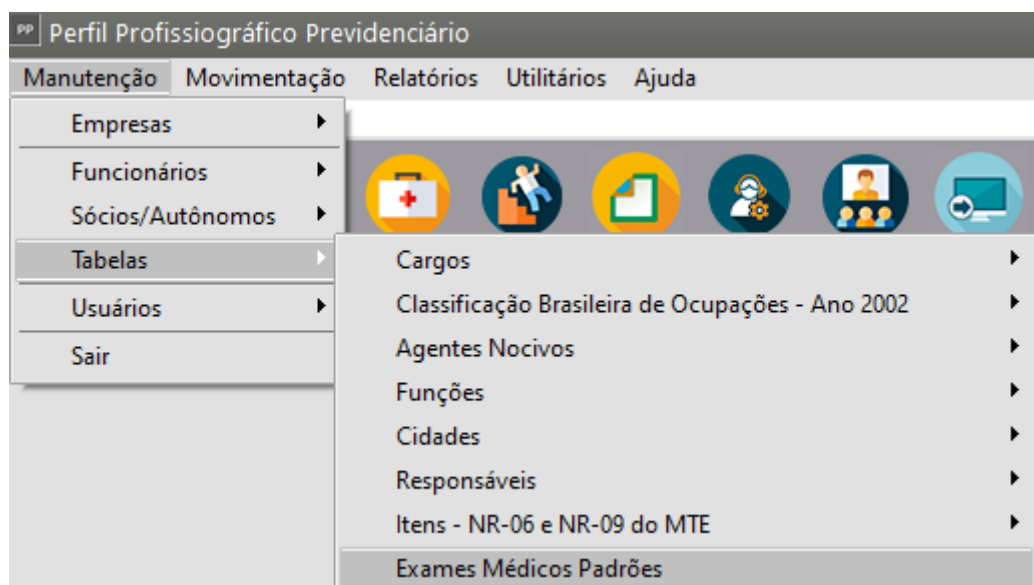 PP Perfil Profissiográfico Previdenciário
Manutenção Movimentação Relatórios Utilitários Ajuda
Empresas
Funcionários
Sócios/Autônomos
Tabelas
Usuários
Sair
Cargos
Classificação Brasileira de Ocupações - Ano 2002
Agentes Nocivos
Funções
Cidades
Responsáveis
Itens - NR-06 e NR-09 do MTE
Exames Médicos Padrões